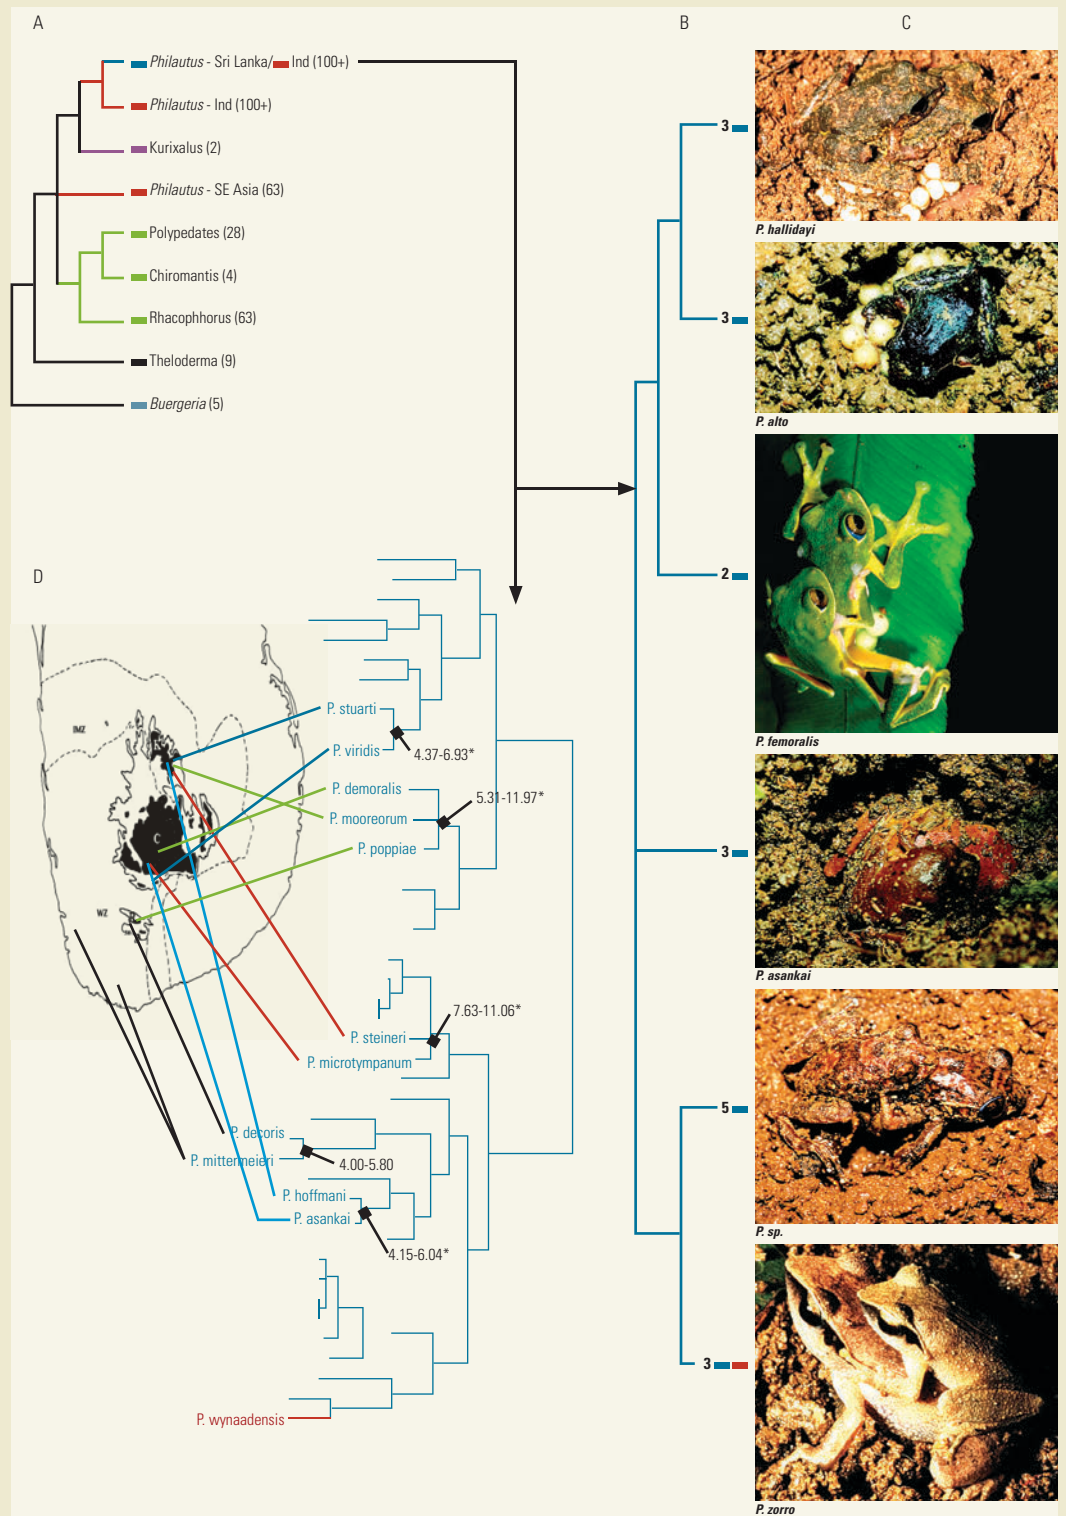 A
B
C
Philautus - Sri Lanka/ Ind (100+)
Philautus - Ind (100+)
Kurixalus (2)
Philautus - SE Asia (63)
Polypedates (28)
Chiromantis (4)
Rhacophhorus (63)
Theloderma (9)
Buergeria (5)
3
P. hallidayi
3
P. alto
2
P. femoralis
3
P. asankai
5
P. sp.
3
P. zorro
D
IMZ
C
WZ
P. stuarti
P. viridis
4.37-6.93*
P. demoralis
5.31-11.97*
P. mooreorum
P. poppiae
7.63-11.06*
P. steineri
P. microtympanum
P. decoris
P. mittermeieri
4.00-5.80
P. hoffmani
P. asankai
4.15-6.04*
P. wynaadensis